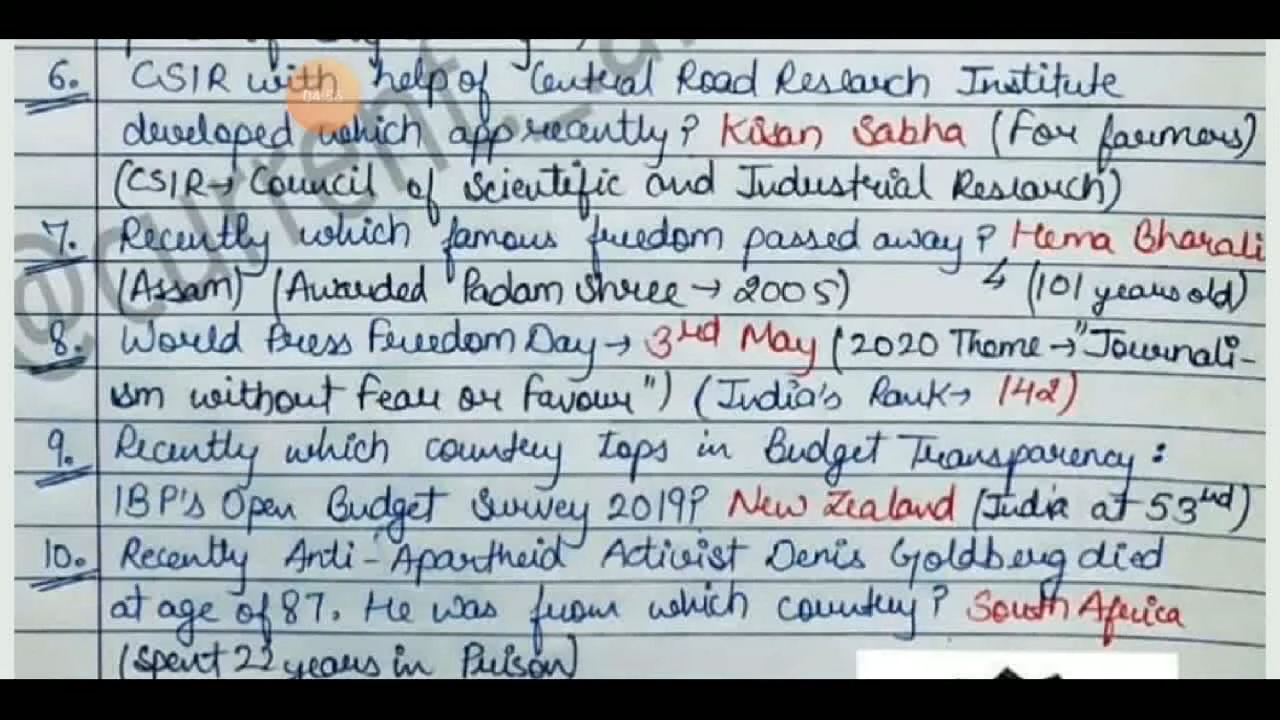 6. CSIR with help of Central Road Research Institute
developed which app recently? Kisan Sabha (For farmers)
(CSIR→ Council of Scientific and Industrial Research)
7. Recently which famous freedom passed away? Hema Bharali
(Assam) (Awarded Padam Shree → 2005) ↳ (101 years old)
8. World Press Freedom Day → 3rd May (2020 Theme →"Journali-
ism without Fear or Favour") (India's Rank→ 142)
9. Recently which country tops in Budget Transparency:
IBP's Open Budget Survey 2019? New Zealand (India at 53rd)
10. Recently Anti-Apartheid Activist Denis Goldberg died
at age of 87. He was from which country? South Africa
(Spent 22 years in Prison)
@current_